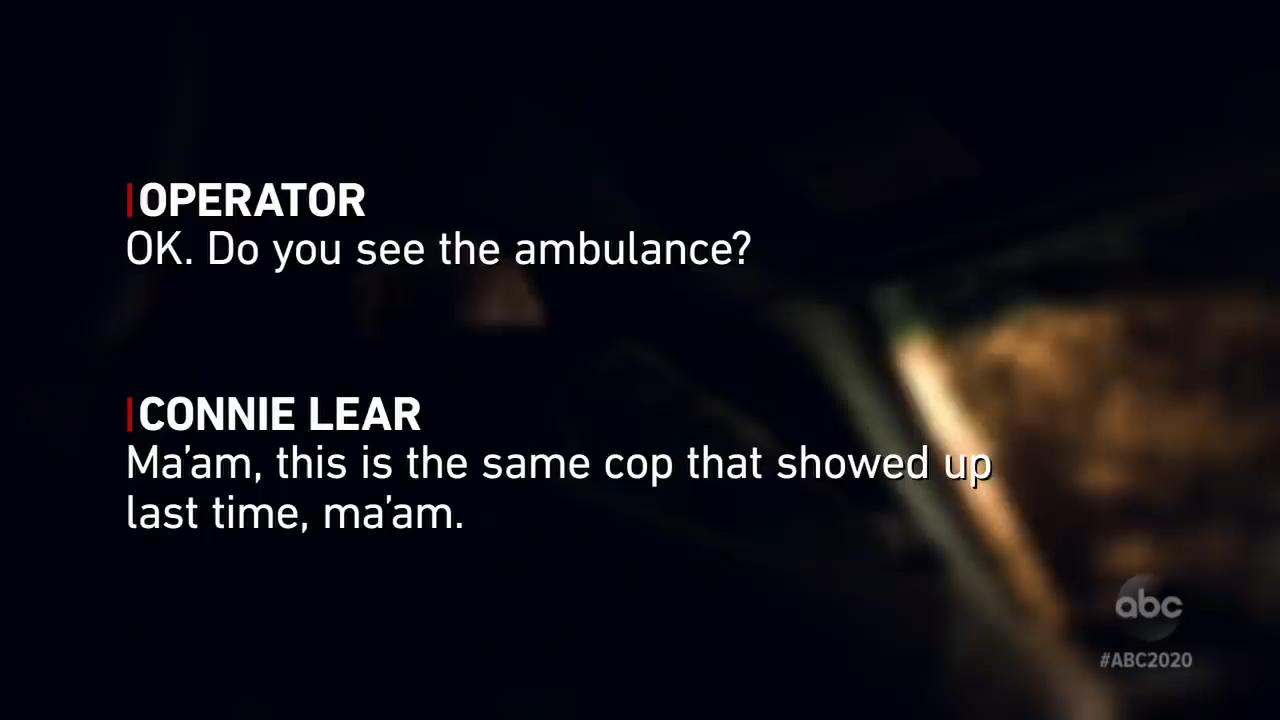 OPERATOR
OK. Do you see the ambulance?
CONNIE LEAR
Ma’am, this is the same cop that showed up
last time, ma’am.
abc
#ABC2020